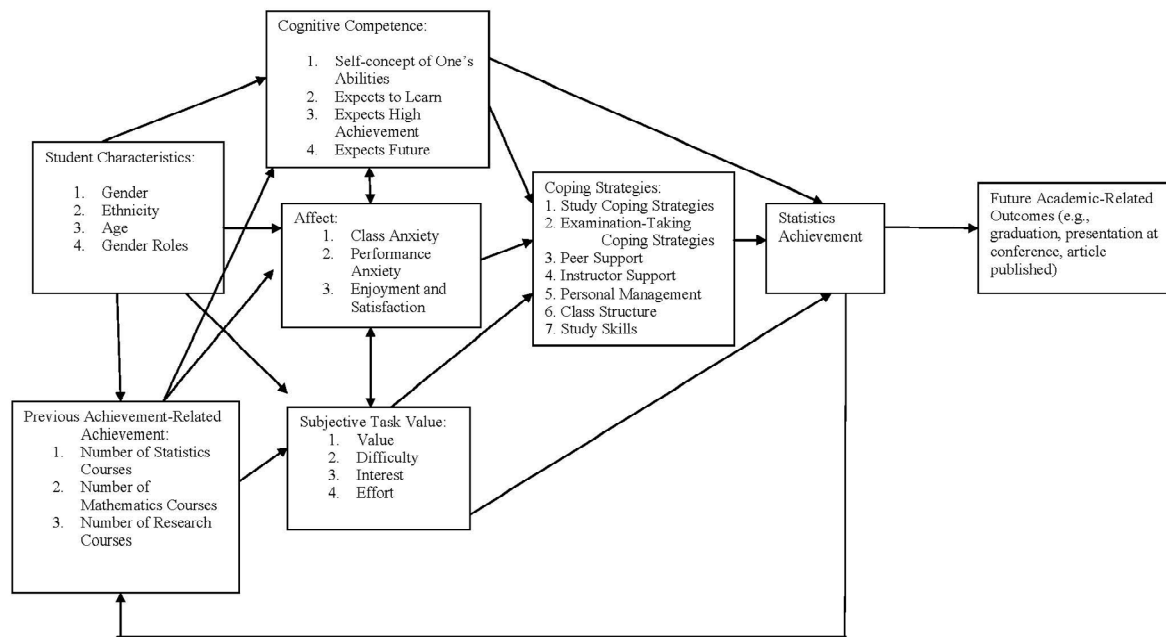 Cognitive Competence:
1. Self-concept of One's
Abilities
2. Expects to Learn
3. Expects High
Achievement
4. Expects Future
Student Characteristics:
1. Gender
2. Ethnicity
3. Age
4. Gender Roles
Affect:
1. Class Anxiety
2. Performance
Anxiety
3. Enjoyment and
Satisfaction
Coping Strategies:
1. Study Coping Strategies
2. Examination-Taking
Coping Strategies
3. Peer Support
4. Instructor Support
5. Personal Management
6. Class Structure
7. Study Skills
Statistics
Achievement
Future Academic-Related
Outcomes (e.g.,
graduation, presentation at
conference, article
published)
Previous Achievement-Related
Achievement:
1. Number of Statistics
Courses
2. Number of
Mathematics Courses
3. Number of Research
Courses
Subjective Task Value:
1. Value
2. Difficulty
3. Interest
4. Effort